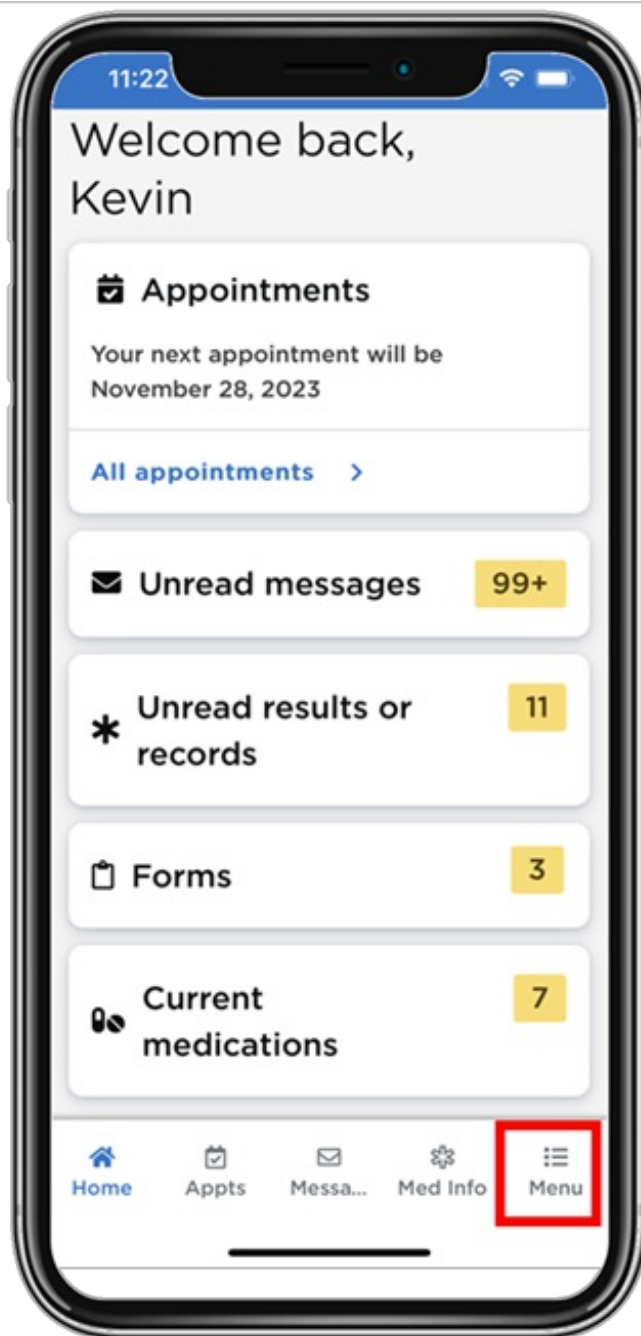 11:22
Welcome back,
Kevin
Appointments
Your next appointment will be
November 28, 2023
All appointments
Unread messages 99+
Unread results or 11
records
Forms 3
Current 7
medications
Home Appts Messa... Med Info Menu